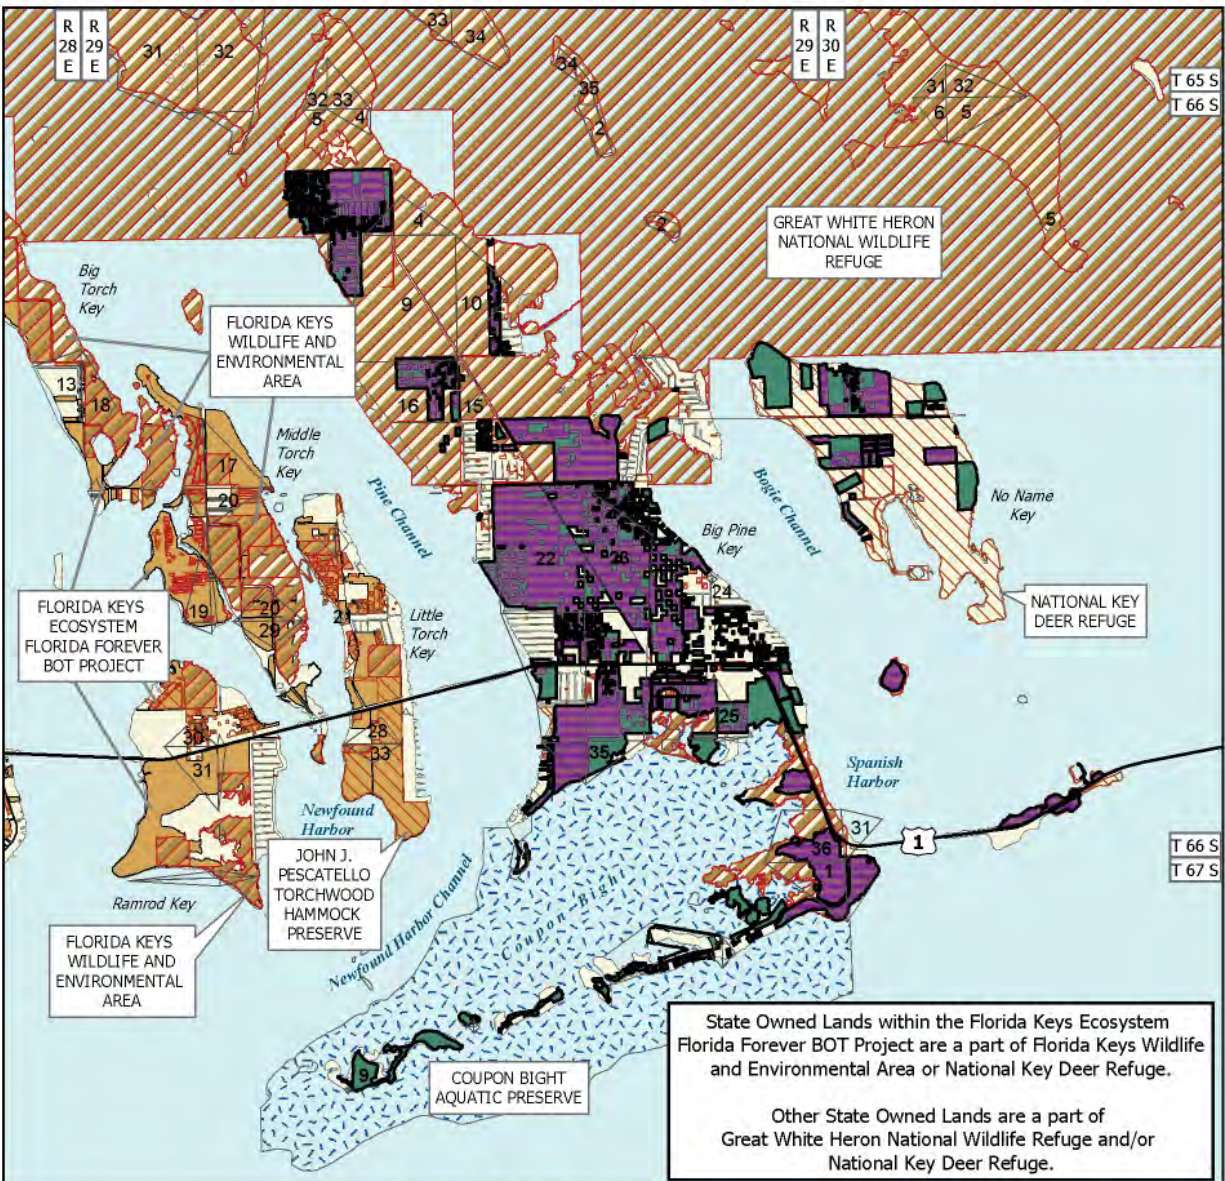 R
28
E
R
29
E
R
29
E
R
30
E
T 65 S
T 66 S
31
32
33
34
34
35
2
32
33
5
4
31
32
6
5
5
2
4
GREAT WHITE HERON
NATIONAL WILDLIFE
REFUGE
Big
Torch
Key
FLORIDA KEYS
WILDLIFE AND
ENVIRONMENTAL
AREA
9
10
13
18
16
15
Middle
Torch
Key
17
20
Pine Channel
Bogie Channel
No Name
Key
Big Pine
Key
22
23
24
NATIONAL KEY
DEER REFUGE
FLORIDA KEYS
ECOSYSTEM
FLORIDA FOREVER
BOT PROJECT
19
20
29
21
Little
Torch
Key
30
31
28
33
25
35
Spanish
Harbor
Newfound
Harbor
31
1
36
1
T 66 S
T 67 S
JOHN J.
PESCATELLO
TORCHWOOD
HAMMOCK
PRESERVE
Ramrod Key
FLORIDA KEYS
WILDLIFE AND
ENVIRONMENTAL
AREA
Newfound Harbor Channel
Coupon Bight
9
COUPON BIGHT
AQUATIC PRESERVE
State Owned Lands within the Florida Keys Ecosystem
Florida Forever BOT Project are a part of Florida Keys Wildlife
and Environmental Area or National Key Deer Refuge.
Other State Owned Lands are a part of
Great White Heron National Wildlife Refuge and/or
National Key Deer Refuge.